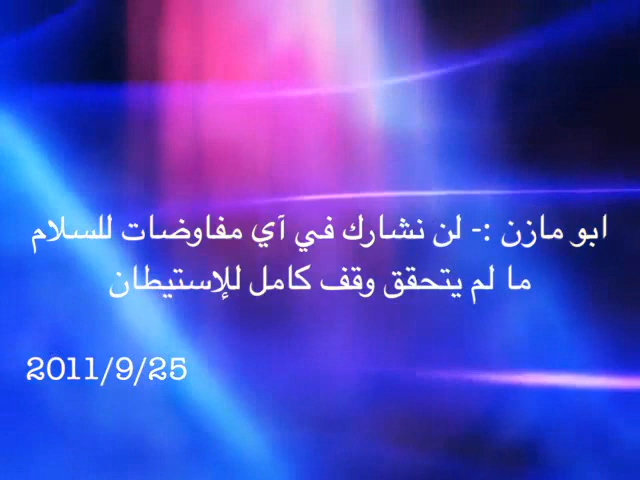 ابو مازن :- لن نشارك في آي مفاوضات للسلام
ما لم يتحقق وقف كامل للإستيطان
2011/9/25